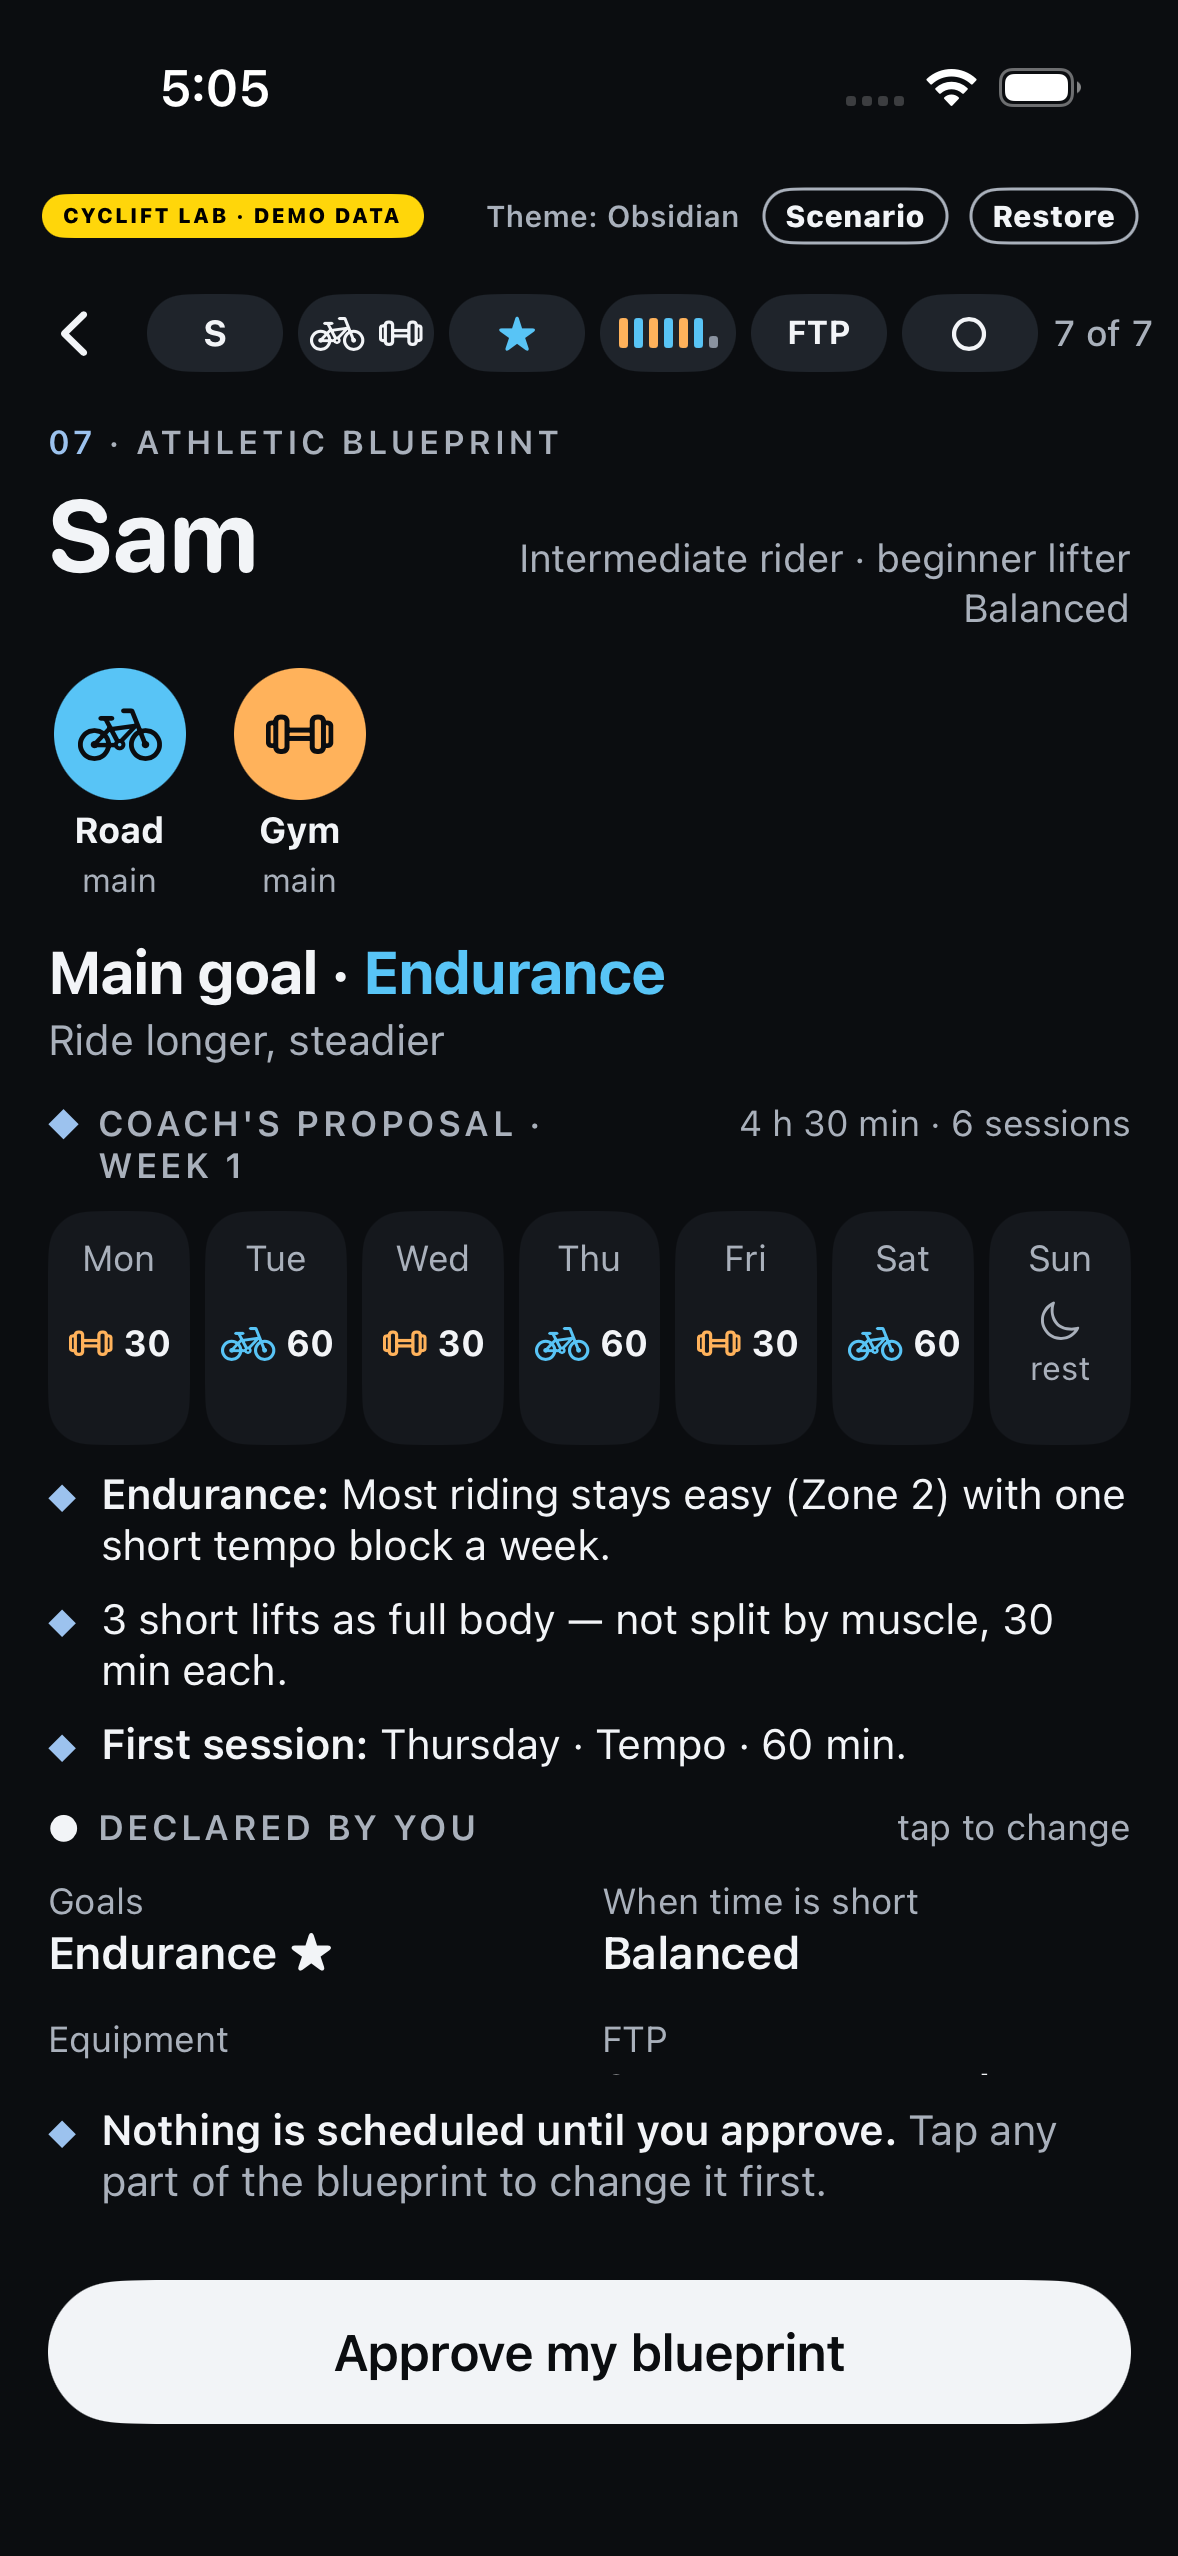 5:05
CYCLIFT LAB · DEMO DATA
Theme: Obsidian
Scenario
Restore
S
FTP
7 of 7
07 · ATHLETIC BLUEPRINT
Sam
Intermediate rider · beginner lifter
Balanced
Road
main
Gym
main
Main goal · Endurance
Ride longer, steadier
COACH'S PROPOSAL ·
WEEK 1
4 h 30 min · 6 sessions
Mon
Tue
Wed
Thu
Fri
Sat
Sun
30
60
30
60
30
60
rest
Endurance: Most riding stays easy (Zone 2) with one
short tempo block a week.
3 short lifts as full body — not split by muscle, 30
min each.
First session: Thursday · Tempo · 60 min.
DECLARED BY YOU
tap to change
Goals
When time is short
Endurance ★
Balanced
Equipment
FTP
Nothing is scheduled until you approve. Tap any
part of the blueprint to change it first.
Approve my blueprint